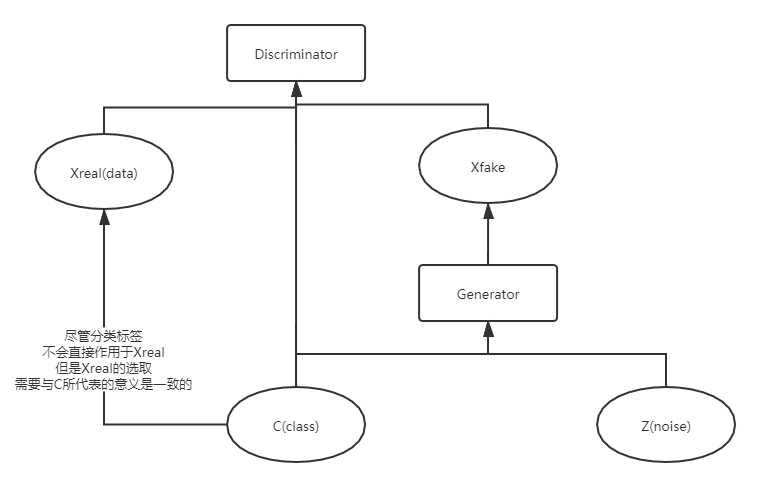 Discriminator
Xreal(data)
Xfake
Generator
尽管分类标签
不会直接作用于Xreal
但是Xreal的选取
需要与C所代表的意义是一致的
C(class)
Z(noise)